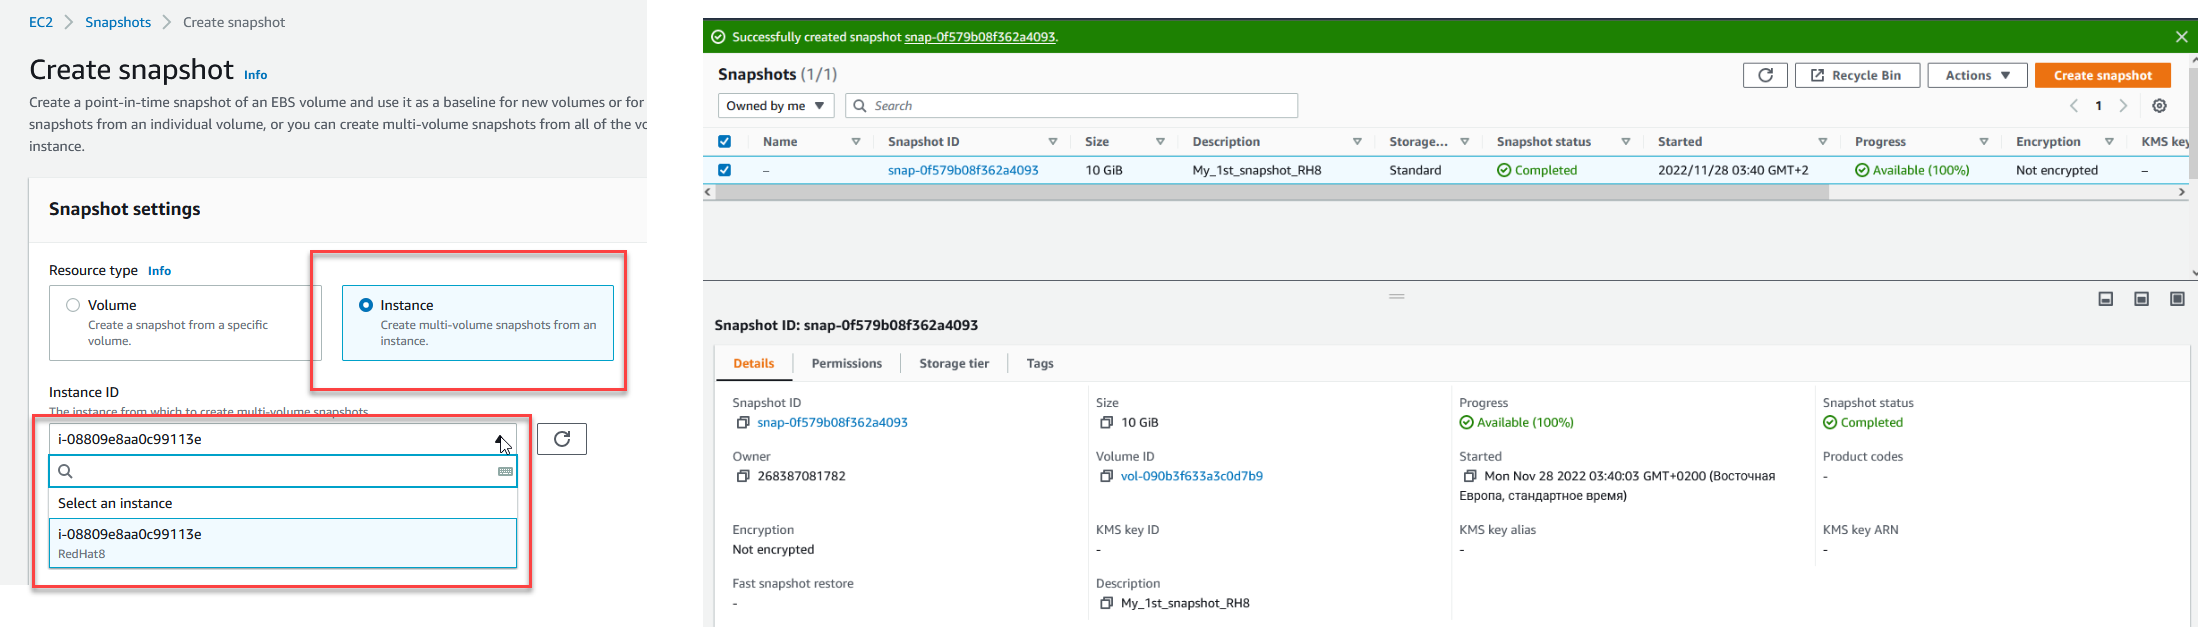 EC2 > Snapshots > Create snapshot
Create snapshot Info
Create a point-in-time snapshot of an EBS volume and use it as a baseline for new volumes or for
snapshots from an individual volume, or you can create multi-volume snapshots from all of the vo
instance.
Snapshot settings
Resource type Info
Volume
Create a snapshot from a specific
volume.
Instance
Create multi-volume snapshots from an
instance.
Instance ID
The instance from which to create multi-volume snapshots.
i-08809e8aa0c99113e
Select an instance
i-08809e8aa0c99113e
RedHat8
Successfully created snapshot snap-0f579b08f362a4093.
Snapshots (1/1)
Recycle Bin
Actions
Create snapshot
Owned by me
Search
1
Name Snapshot ID Size Description Storage... Snapshot status Started Progress Encryption KMS key
– snap-0f579b08f362a4093 10 GiB My_1st_snapshot_RH8 Standard Completed 2022/11/28 03:40 GMT+2 Available (100%) Not encrypted –
Snapshot ID: snap-0f579b08f362a4093
Details Permissions Storage tier Tags
Snapshot ID
snap-0f579b08f362a4093
Size
10 GiB
Progress
Available (100%)
Snapshot status
Completed
Owner
268387081782
Volume ID
vol-090b3f633a3c0d7b9
Started
Mon Nov 28 2022 03:40:03 GMT+0200 (Восточная
Европа, стандартное время)
Product codes
-
Encryption
Not encrypted
KMS key ID
-
KMS key alias
-
KMS key ARN
-
Fast snapshot restore
-
Description
My_1st_snapshot_RH8